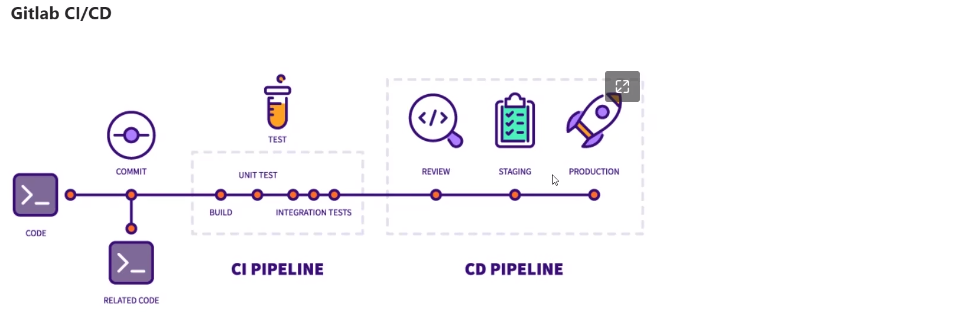 Gitlab CI/CD
TEST
COMMIT
UNIT TEST
REVIEW
STAGING
PRODUCTION
BUILD
INTEGRATION TESTS
CODE
CI PIPELINE
CD PIPELINE
RELATED CODE